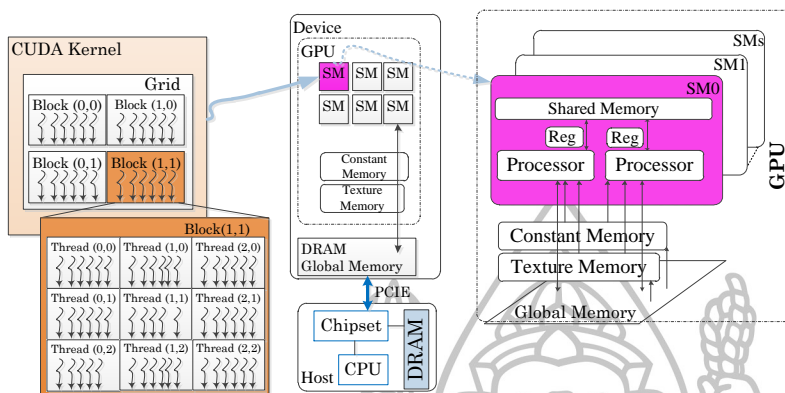 CUDA Kernel
Grid
Block (0,0)
Block (1,0)
Block (0,1)
Block (1,1)
Block(1,1)
Thread (0,0)
Thread (1,0)
Thread (2,0)
Thread (0,1)
Thread (1,1)
Thread (2,1)
Thread (0,2)
Thread (1,2)
Thread (2,2)
Device
GPU
SM
SM
SM
SM
SM
SM
Constant
Memory
Texture Memory
DRAM
Global Memory
PCIE
Chipset
CPU
DRAM
Host
SMs
SM1
SM0
Shared Memory
Reg
Reg
Processor
Processor
Constant Memory
Texture Memory
Global Memory
GPU